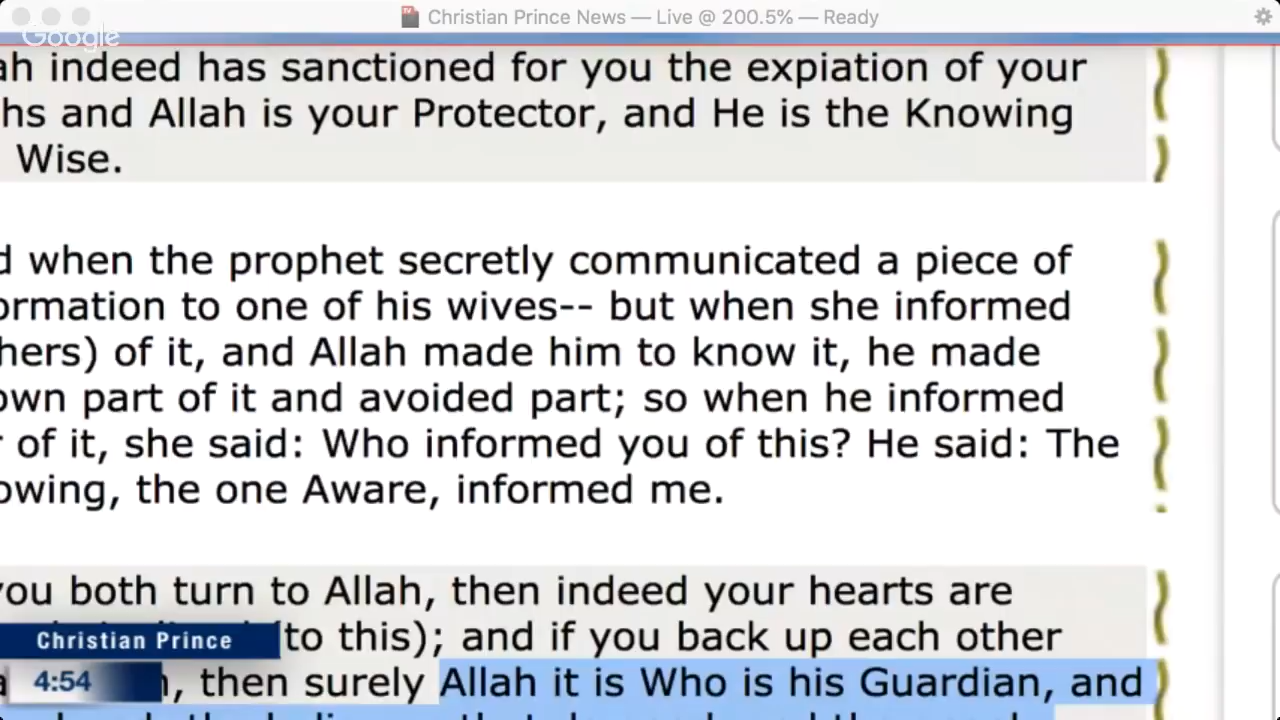 Christian Prince News — Live @ 200.5% — Ready
Google
ah indeed has sanctioned for you the expiation of your
hs and Allah is your Protector, and He is the Knowing
Wise.
d when the prophet secretly communicated a piece of
ormation to one of his wives-- but when she informed
hers) of it, and Allah made him to know it, he made
own part of it and avoided part; so when he informed
r of it, she said: Who informed you of this? He said: The
owing, the one Aware, informed me.
you both turn to Allah, then indeed your hearts are
(to this); and if you back up each other
Christian Prince
, then surely Allah it is Who is his Guardian, and
4:54